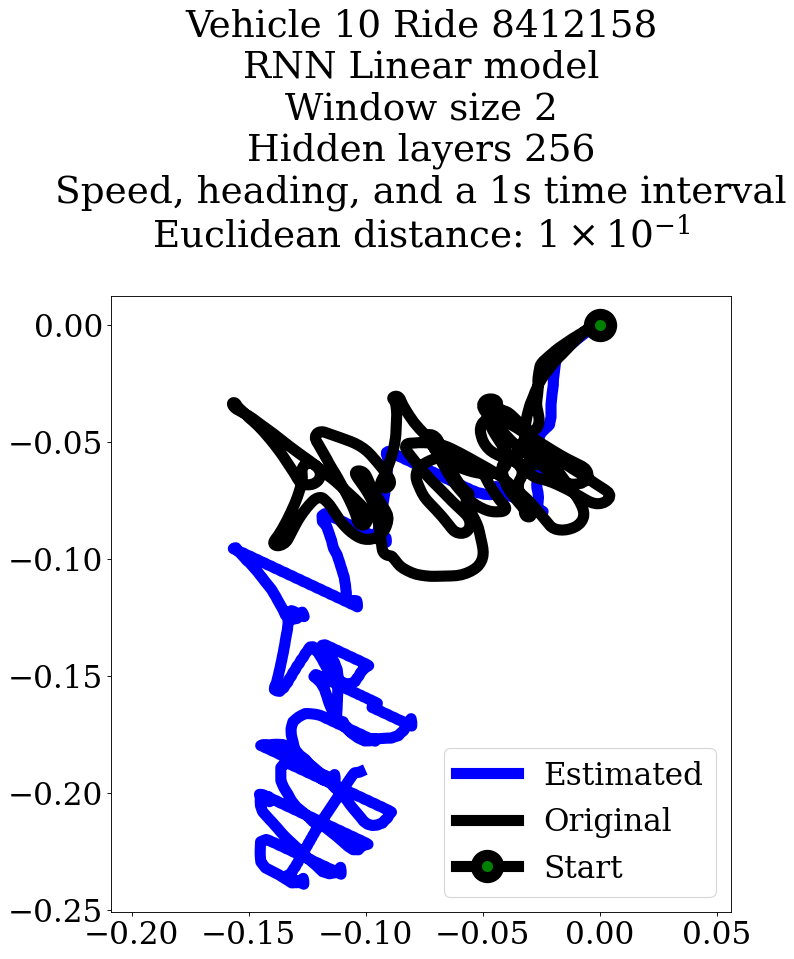 Vehicle 10 Ride 8412158
RNN Linear model
Window size 2
Hidden layers 256
Speed, heading, and a 1s time interval
Euclidean distance: 1 × 10⁻¹
0.00
−0.05
−0.10
−0.15
−0.20
−0.25
Estimated
Original
Start
−0.20 −0.15 −0.10 −0.05 0.00 0.05